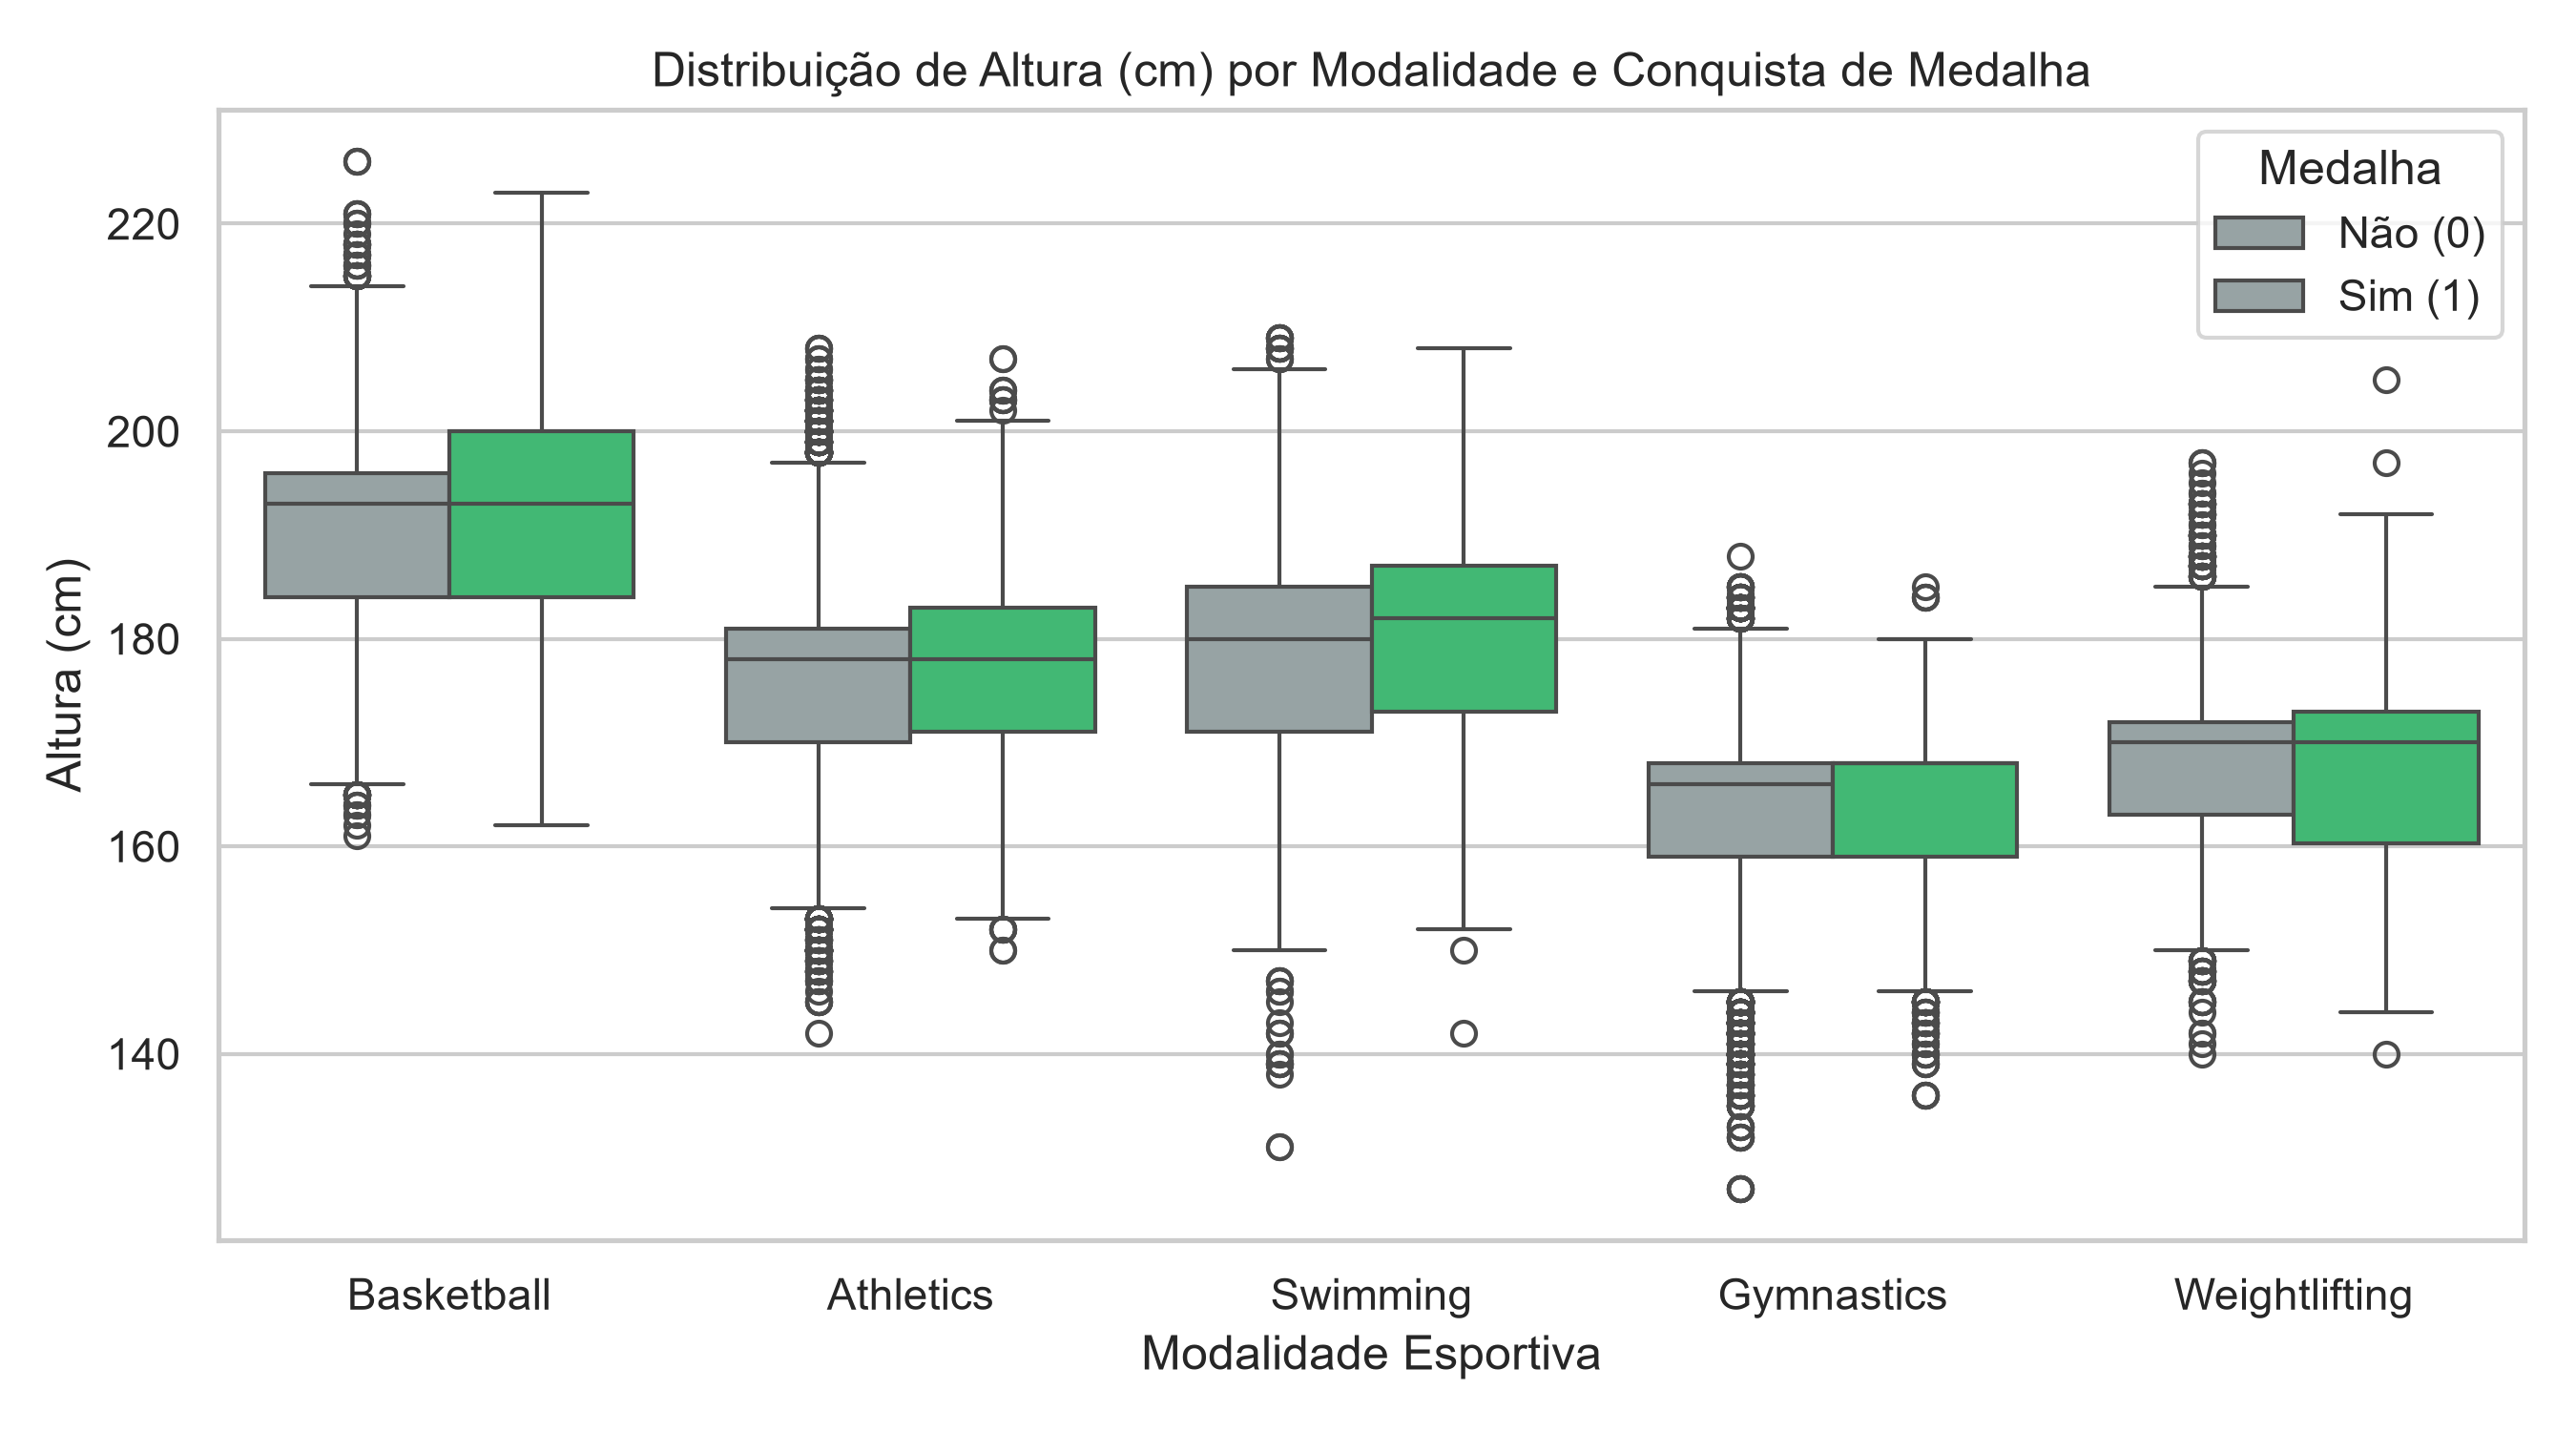 Distribuição de Altura (cm) por Modalidade e Conquista de Medalha
Medalha
Não (0)
Sim (1)
220
200
180
160
140
Altura (cm)
Basketball
Athletics
Swimming
Gymnastics
Weightlifting
Modalidade Esportiva